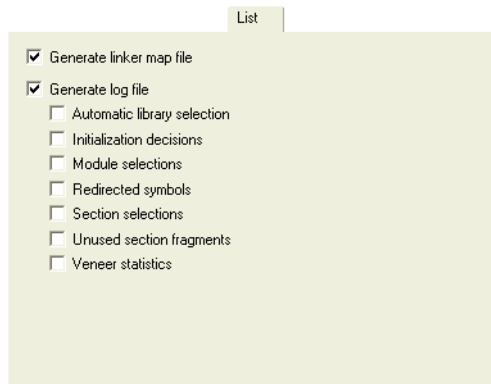 List
Generate linker map file
Generate log file
Automatic library selection
Initialization decisions
Module selections
Redirected symbols
Section selections
Unused section fragments
Veneer statistics